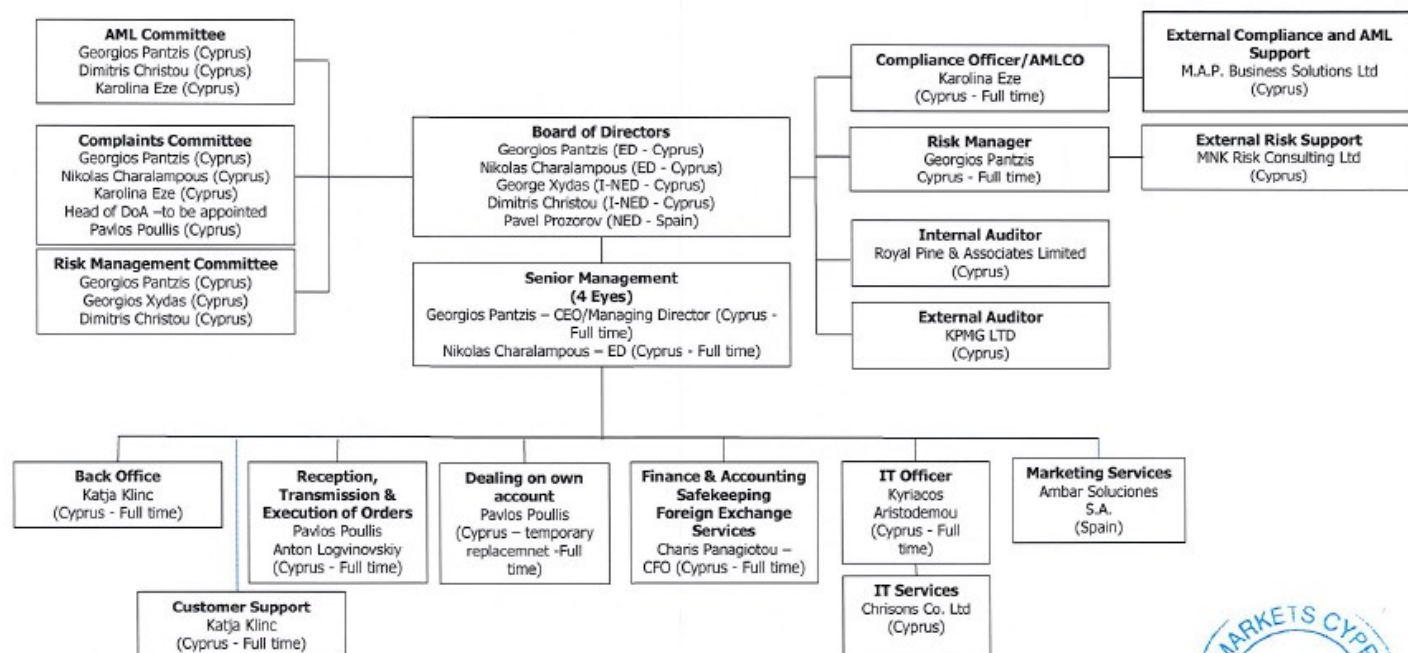 AML Committee
Georgios Pantzis (Cyprus)
Dimitris Christou (Cyprus)
Karolina Eze (Cyprus)
Complaints Committee
Georgios Pantzis (Cyprus)
Nikolas Charalampous (Cyprus)
Karolina Eze (Cyprus)
Head of DoA –to be appointed
Pavlos Poullis (Cyprus)
Risk Management Committee
Georgios Pantzis (Cyprus)
Georgios Xydas (Cyprus)
Dimitris Christou (Cyprus)
Board of Directors
Georgios Pantzis (ED - Cyprus)
Nikolas Charalampous (ED - Cyprus)
George Xydas (I-NED - Cyprus)
Dimitris Christou (I-NED - Cyprus)
Pavel Prozorov (NED - Spain)
Senior Management
(4 Eyes)
Georgios Pantzis – CEO/Managing Director (Cyprus -
Full time)
Nikolas Charalampous – ED (Cyprus - Full time)
Compliance Officer/AMLCO
Karolina Eze
(Cyprus - Full time)
External Compliance and AML
Support
M.A.P. Business Solutions Ltd
(Cyprus)
Risk Manager
Georgios Pantzis
Cyprus - Full time)
External Risk Support
MNK Risk Consulting Ltd
(Cyprus)
Internal Auditor
Royal Pine & Associates Limited
(Cyprus)
External Auditor
KPMG LTD
(Cyprus)
Back Office
Katja Klinc
(Cyprus - Full time)
Customer Support
Katja Klinc
(Cyprus - Full time)
Reception,
Transmission &
Execution of Orders
Pavlos Poullis
Anton Logvinovskiy
(Cyprus - Full time)
Dealing on own
account
Pavlos Poullis
(Cyprus – temporary
replacemnet -Full
time)
Finance & Accounting
Safekeeping
Foreign Exchange
Services
Charis Panagiotou –
CFO (Cyprus - Full time)
IT Officer
Kyriacos
Aristodemou
(Cyprus - Full
time)
IT Services
Chrisons Co. Ltd
(Cyprus)
Marketing Services
Ambar Soluciones
S.A.
(Spain)
MARKETS